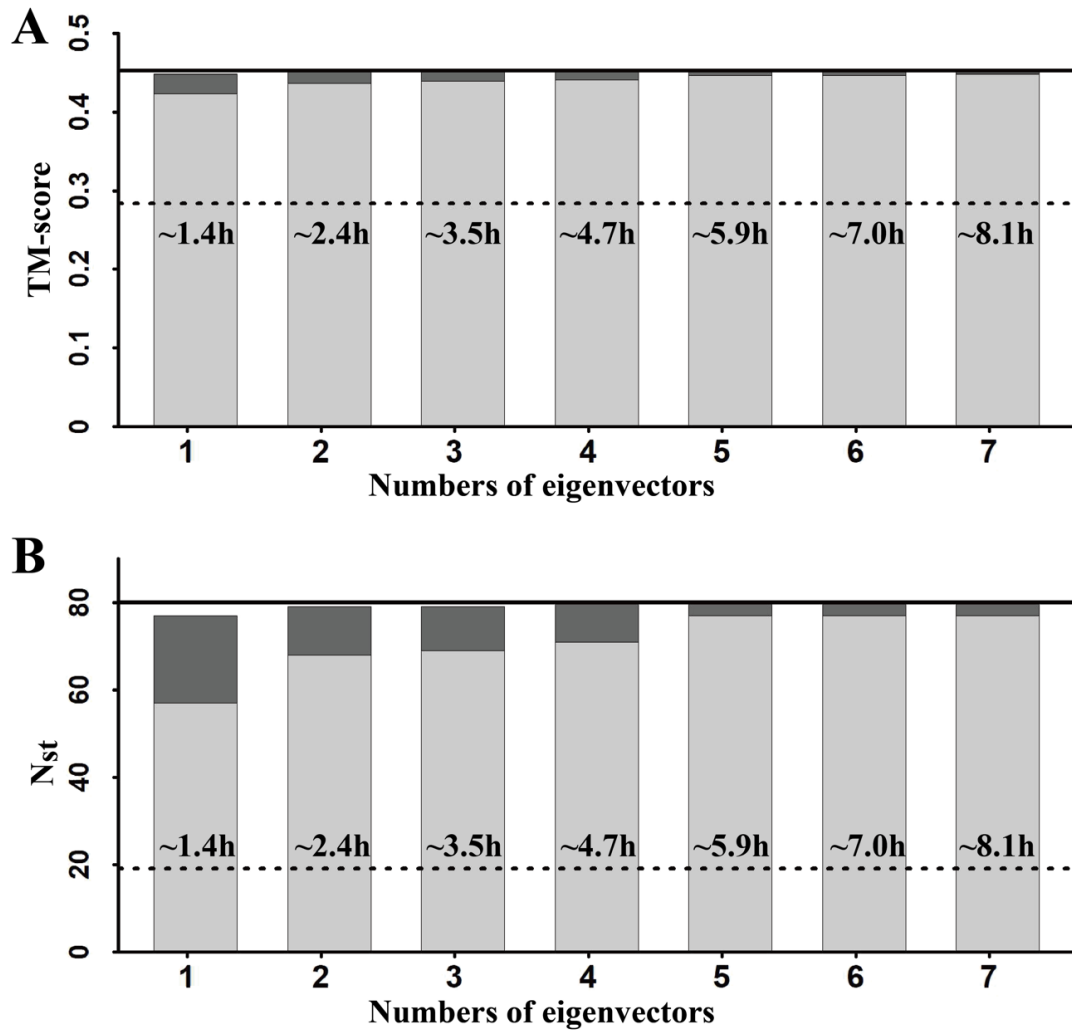 A
TM-score
0.5
0.4
0.3
0.2
0.1
0
~1.4h ~2.4h ~3.5h ~4.7h ~5.9h ~7.0h ~8.1h
1 2 3 4 5 6 7
Numbers of eigenvectors
B
Nst
80
60
40
20
0
~1.4h ~2.4h ~3.5h ~4.7h ~5.9h ~7.0h ~8.1h
1 2 3 4 5 6 7
Numbers of eigenvectors